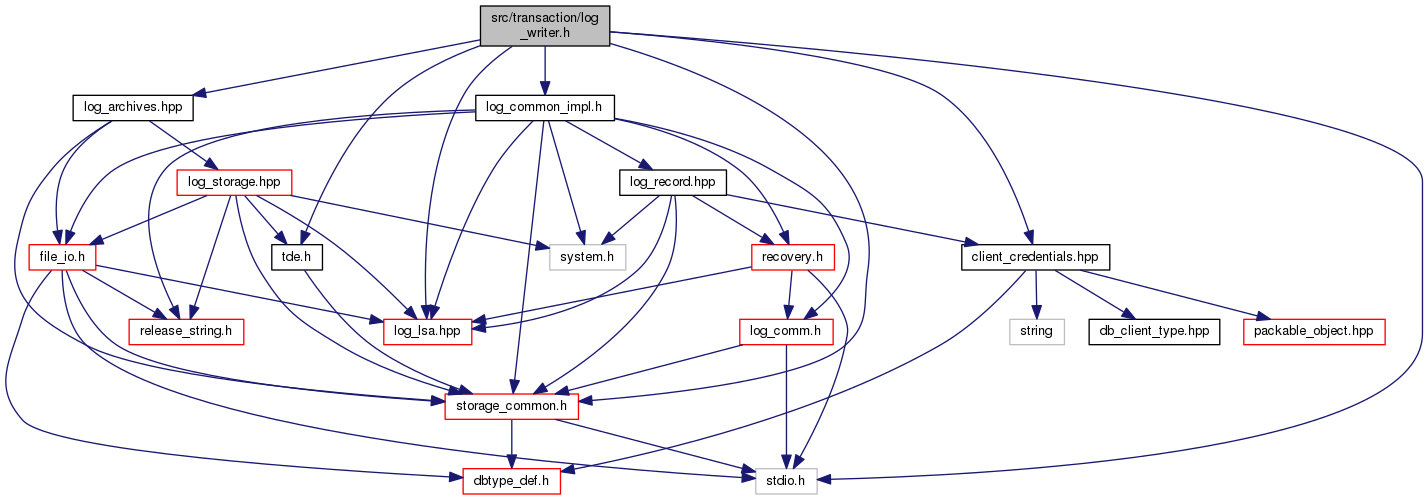 src/transaction/log
_writer.h
log_archives.hpp
log_common_impl.h
log_storage.hpp
log_record.hpp
file_io.h
tde.h
system.h
recovery.h
client_credentials.hpp
release_string.h
log_lsa.hpp
log_comm.h
string
db_client_type.hpp
packable_object.hpp
storage_common.h
dbtype_def.h
stdio.h